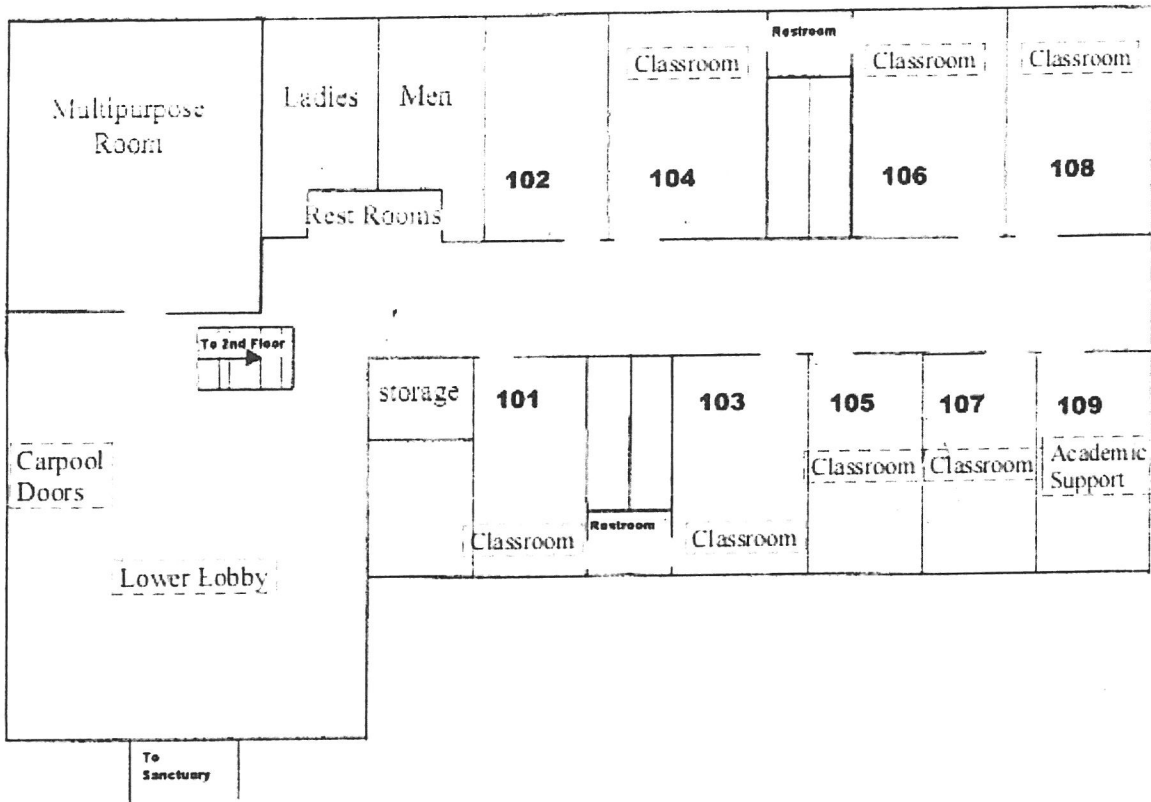 Restroom
Classroom
Classroom
Classroom
Multipurpose
Room
Ladies
Men
102
104
106
108
Rest Rooms
To 2nd Floor
storage
101
103
105
107
109
Carpool
Doors
Classroom
Classroom
Academic
Support
Restroom
Classroom
Classroom
Lower Lobby
To
Sanctuary